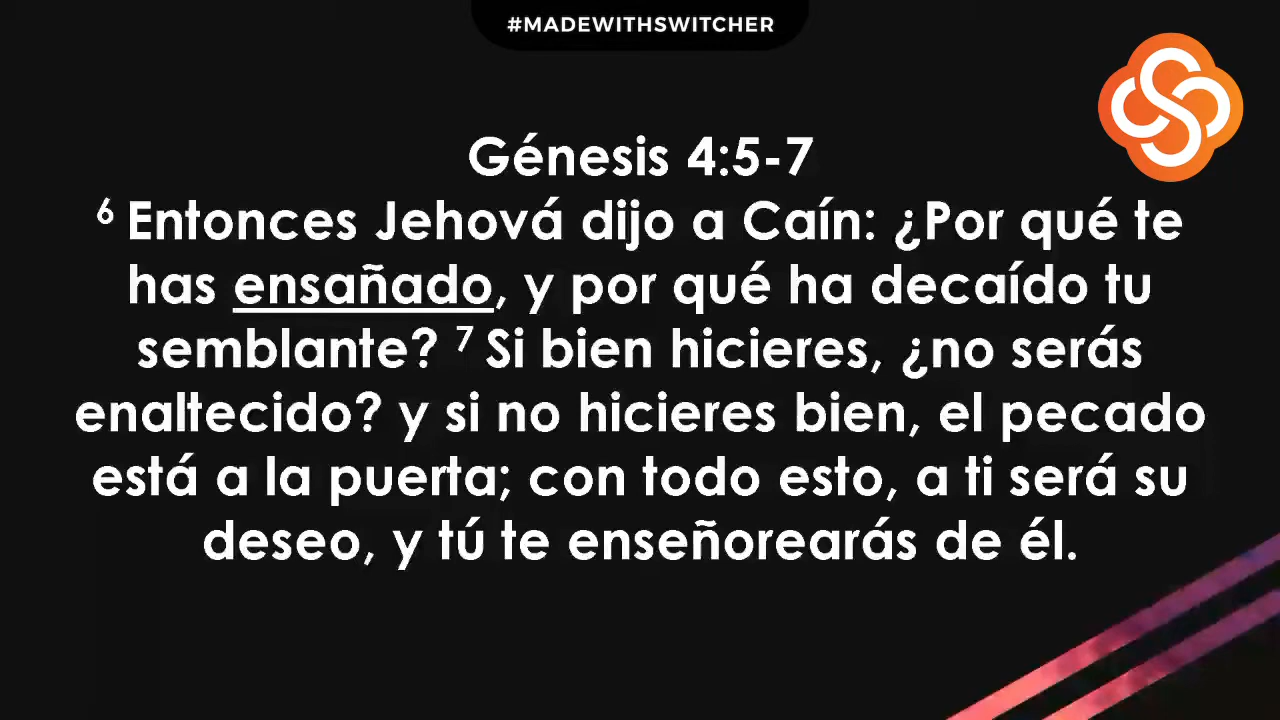 #MADEWITHSWITCHER
Génesis 4:5-7
6 Entonces Jehová dijo a Caín: ¿Por qué te
has ensañado, y por qué ha decaído tu
semblante? 7 Si bien hicieres, ¿no serás
enaltecido? y si no hicieres bien, el pecado
está a la puerta; con todo esto, a ti será su
deseo, y tú te enseñorearás de él.